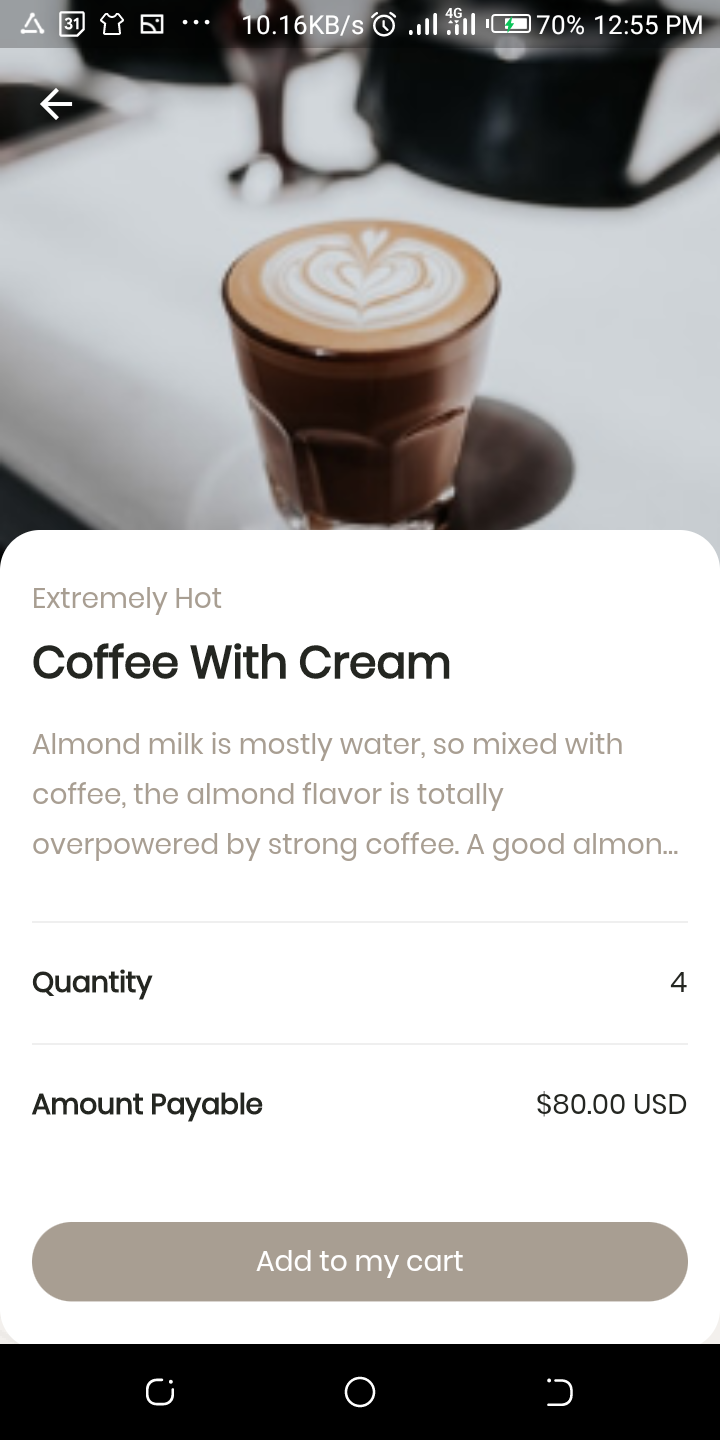 31 ... 10.16KB/s 4G 70% 12:55 PM
Extremely Hot
Coffee With Cream
Almond milk is mostly water, so mixed with
coffee, the almond flavor is totally
overpowered by strong coffee. A good almon...
Quantity 4
Amount Payable $80.00 USD
Add to my cart